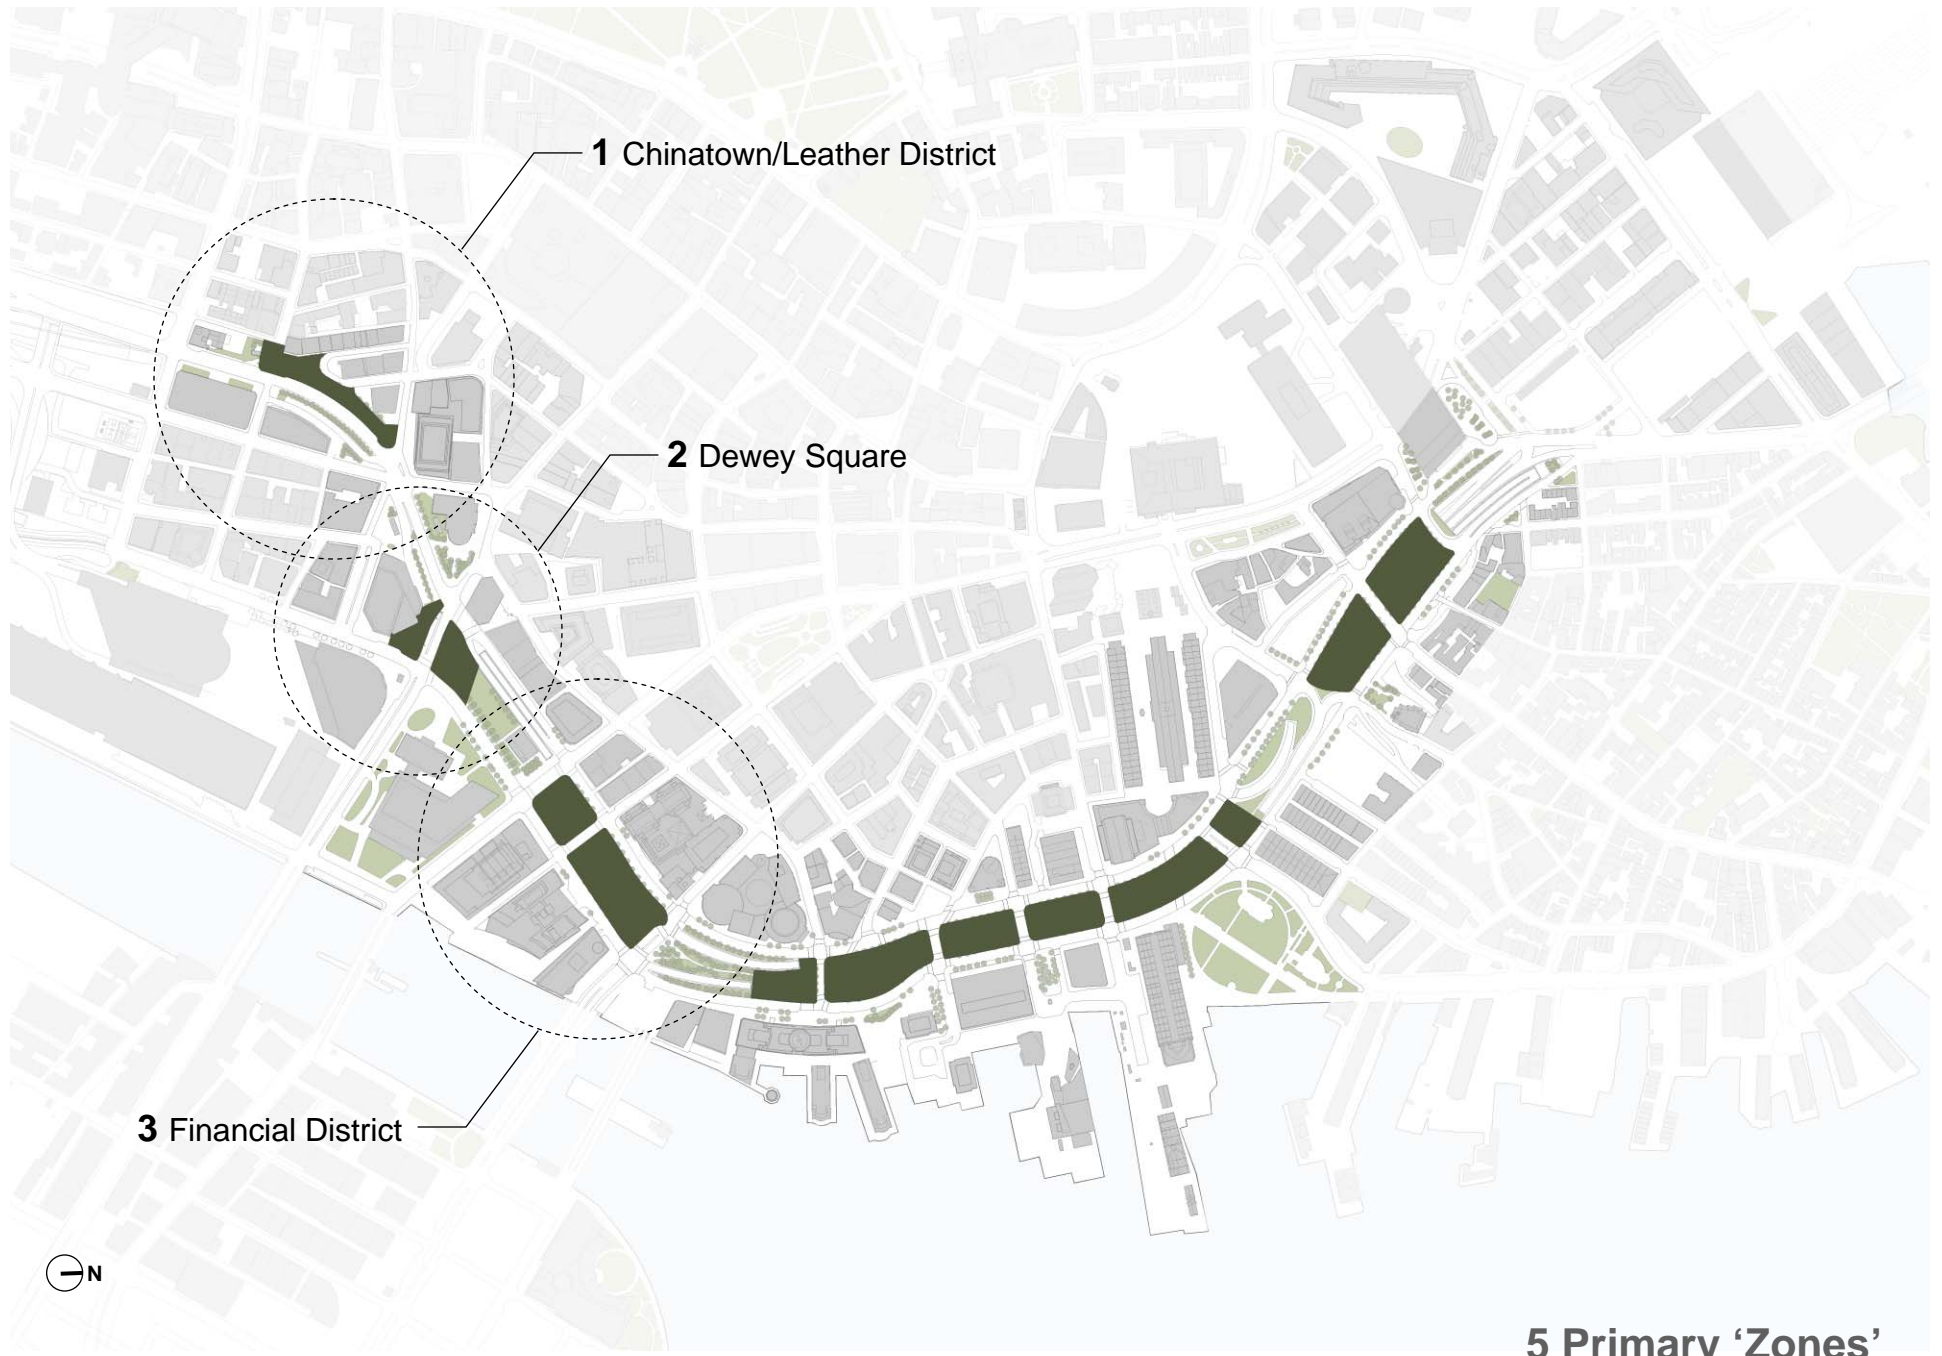 1 Chinatown/Leather District
2 Dewey Square
3 Financial District
N
5 Primary ‘Zones’